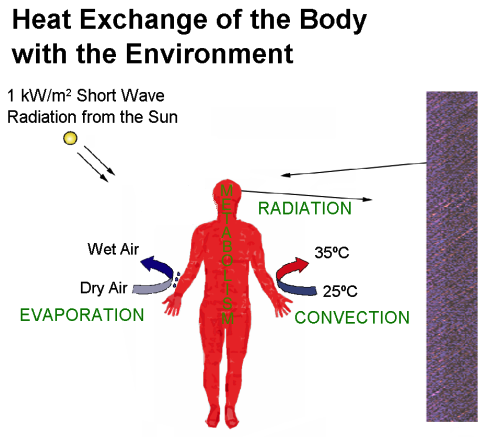 Heat Exchange of the Body
with the Environment
1 kW/m² Short Wave
Radiation from the Sun
METABOLISM
RADIATION
Wet Air
35ºC
Dry Air
25ºC
EVAPORATION
CONVECTION